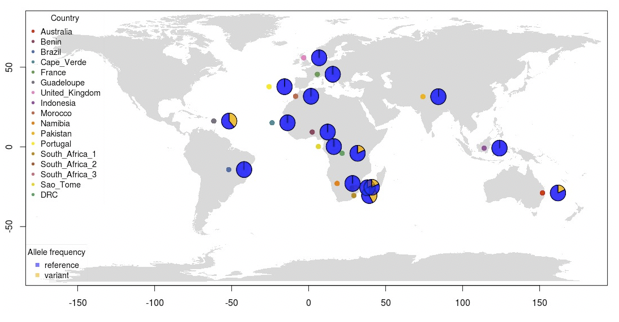 Country
Australia
Benin
Brazil
Cape_Verde
France
Guadeloupe
United_Kingdom
Indonesia
Morocco
Namibia
Pakistan
Portugal
South_Africa_1
South_Africa_2
South_Africa_3
Sao_Tome
DRC
Allele frequency
reference
variant
50
0
-50
-150
-100
-50
0
50
100
150